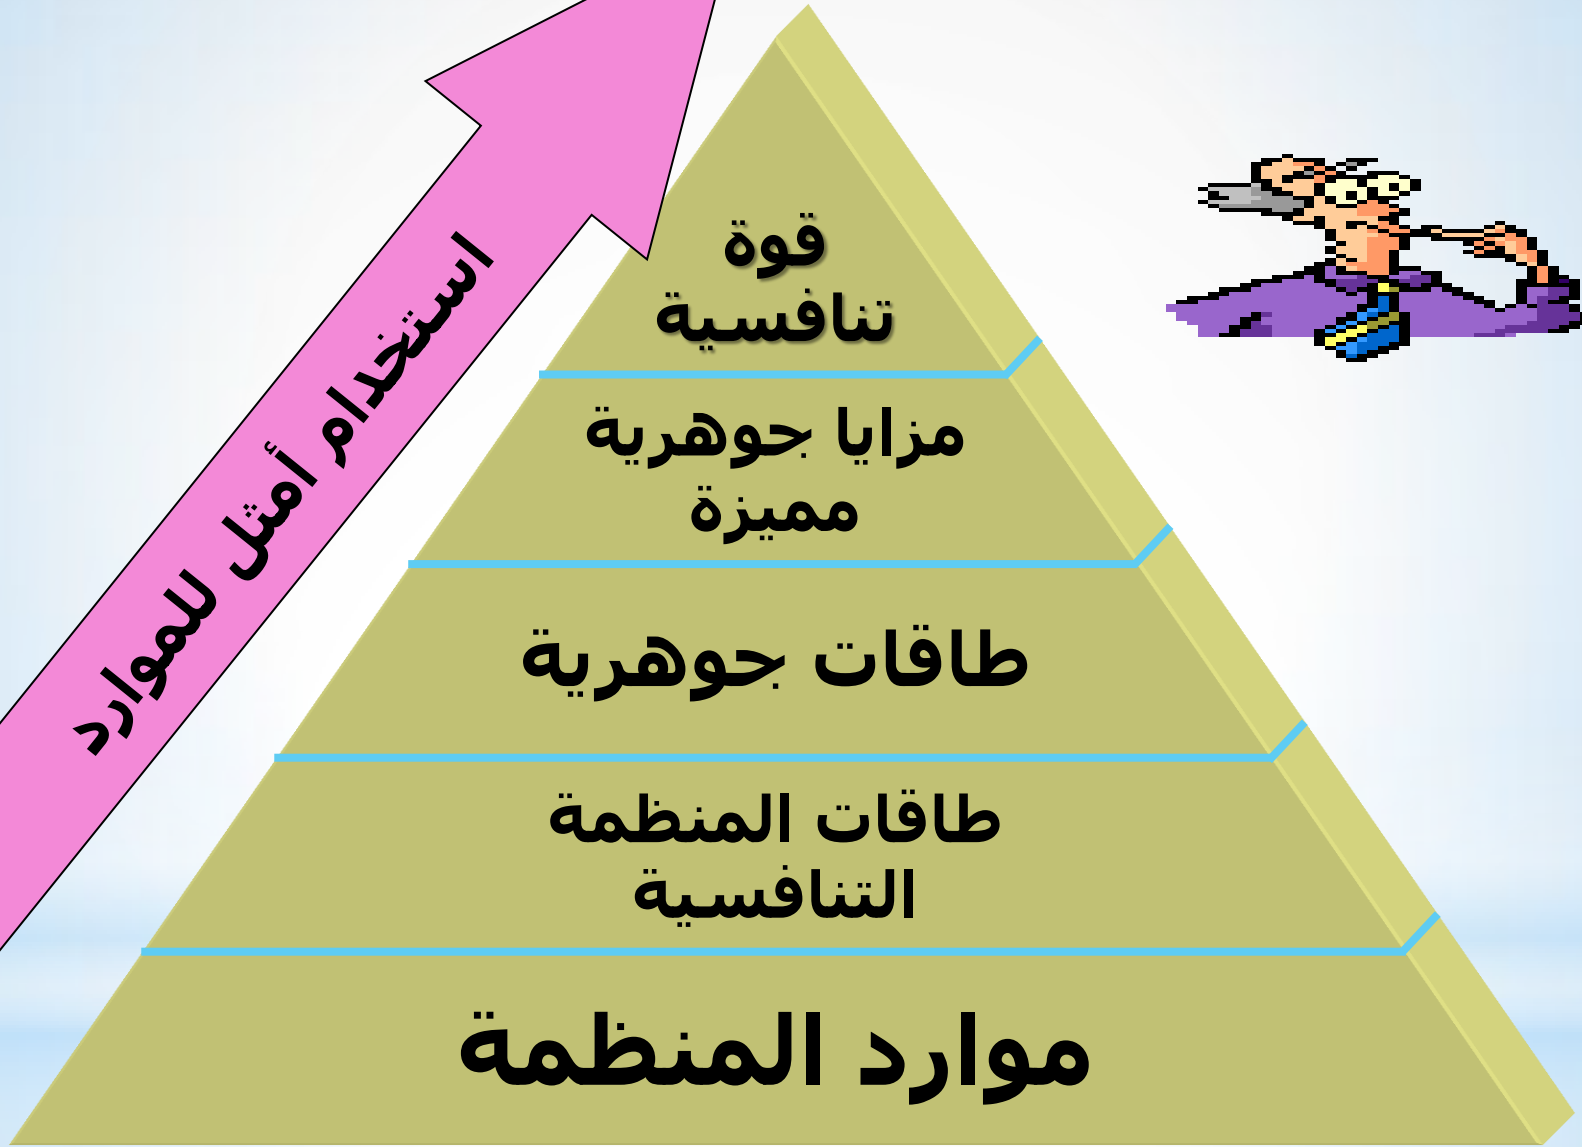 استخدام أمثل للموارد
قوة
تنافسية
مزايا جوهرية
مميزة
طاقات جوهرية
طاقات المنظمة
التنافسية
موارد المنظمة